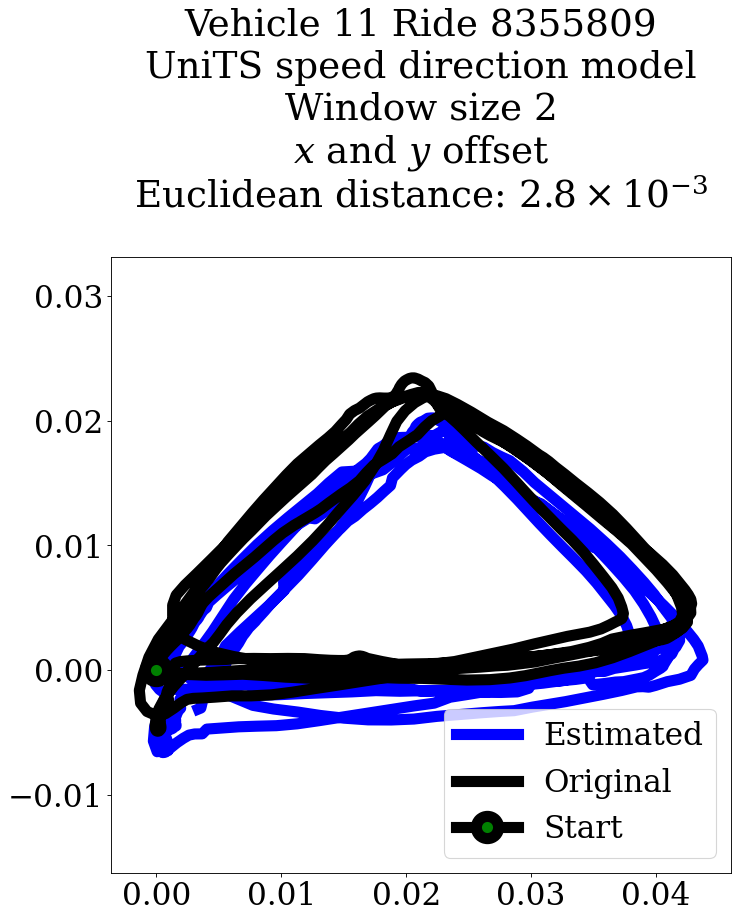 Vehicle 11 Ride 8355809
UniTS speed direction model
Window size 2
x and y offset
Euclidean distance: 2.8 × 10⁻³
0.03
0.02
0.01
0.00
−0.01
Estimated
Original
Start
0.00 0.01 0.02 0.03 0.04